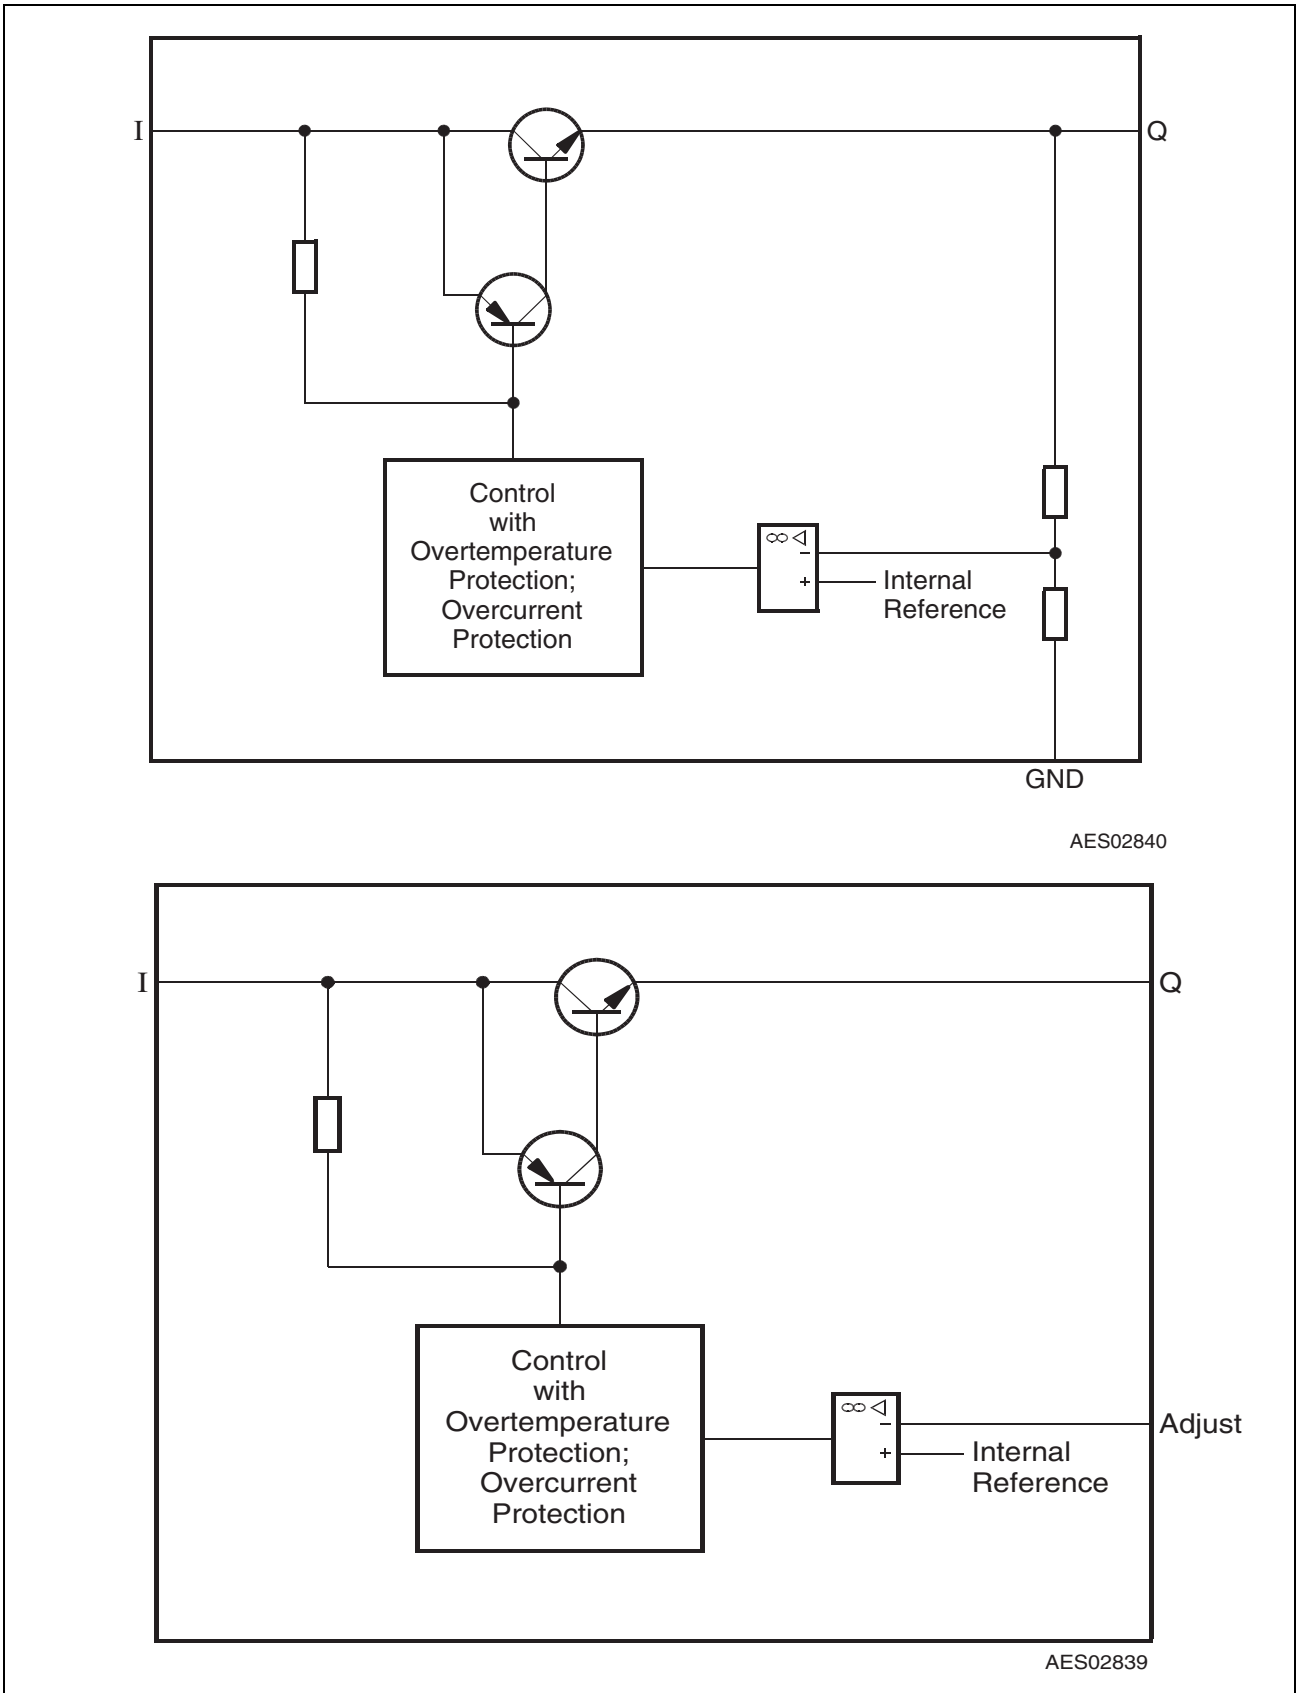 I
Q
Control
with
Overtemperature
Protection;
Overcurrent
Protection
∞ ◁
−
+
Internal
Reference
GND
AES02840
I
Q
Control
with
Overtemperature
Protection;
Overcurrent
Protection
∞ ◁
−
+
Adjust
Internal
Reference
AES02839